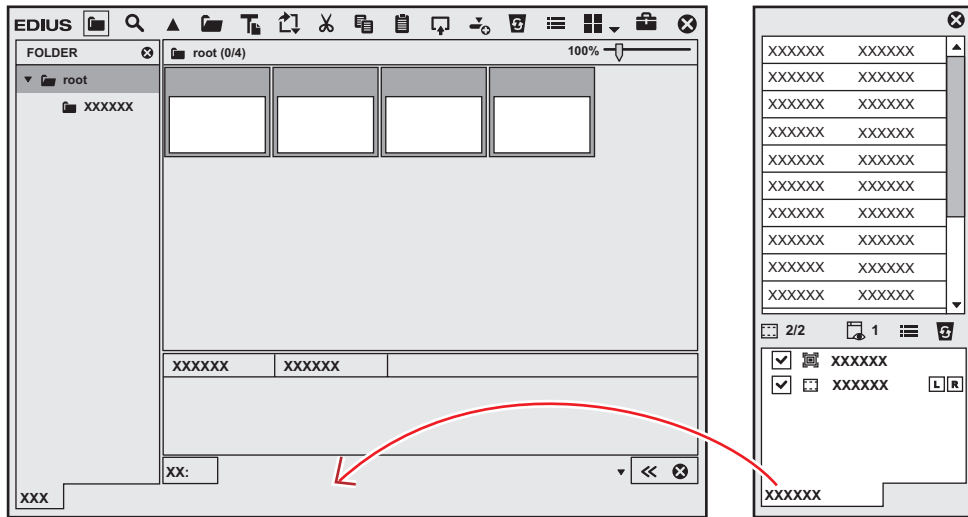 EDIUS
FOLDER
root (0/4)
100%
root
XXXXXX
XXXXXX XXXXXX
XX:
XXX
XXXXXX XXXXXX
XXXXXX XXXXXX
XXXXXX XXXXXX
XXXXXX XXXXXX
XXXXXX XXXXXX
XXXXXX XXXXXX
XXXXXX XXXXXX
XXXXXX XXXXXX
XXXXXX XXXXXX
XXXXXX XXXXXX
2/2 1
XXXXXX
XXXXXX L R
XXXXXX